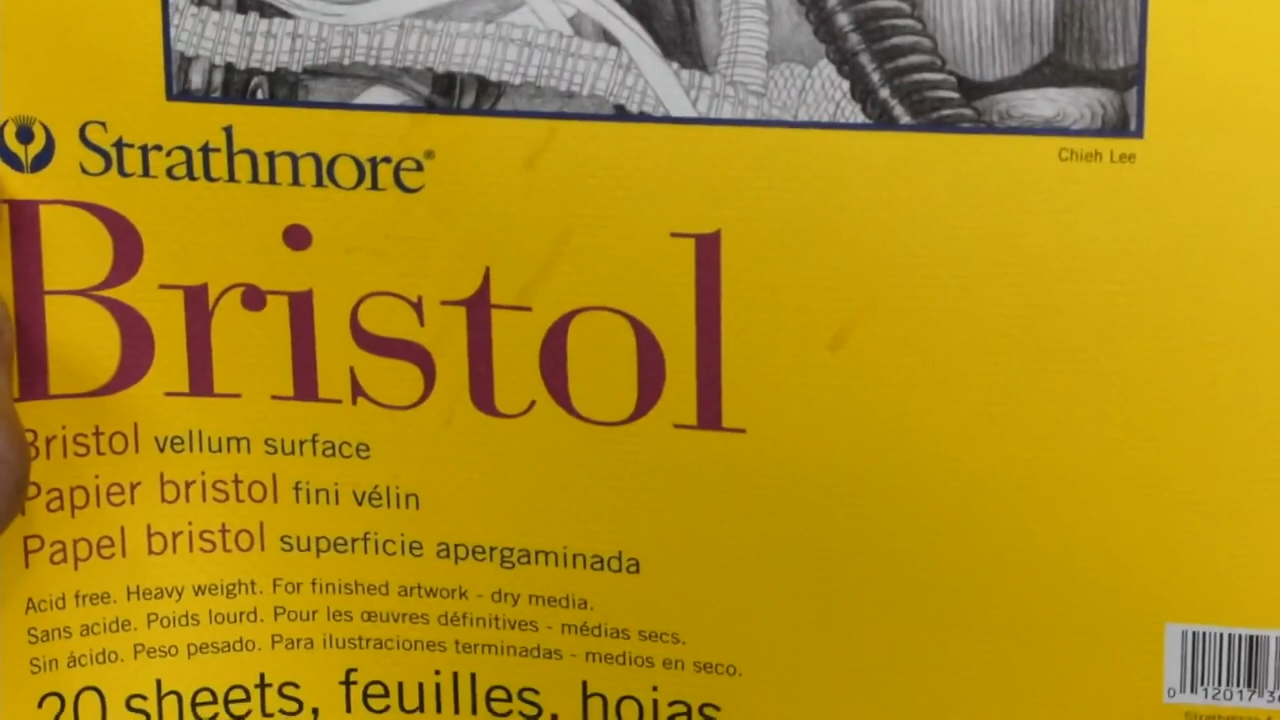 Chieh Lee
Strathmore®
Bristol
Bristol vellum surface
Papier bristol fini vélin
Papel bristol superficie apergaminada
Acid free. Heavy weight. For finished artwork - dry media.
Sans acide. Poids lourd. Pour les œuvres définitives - médias secs.
Sin ácido. Peso pesado. Para ilustraciones terminadas - medios en seco.
20 sheets, feuilles, hojas
0 12017 3